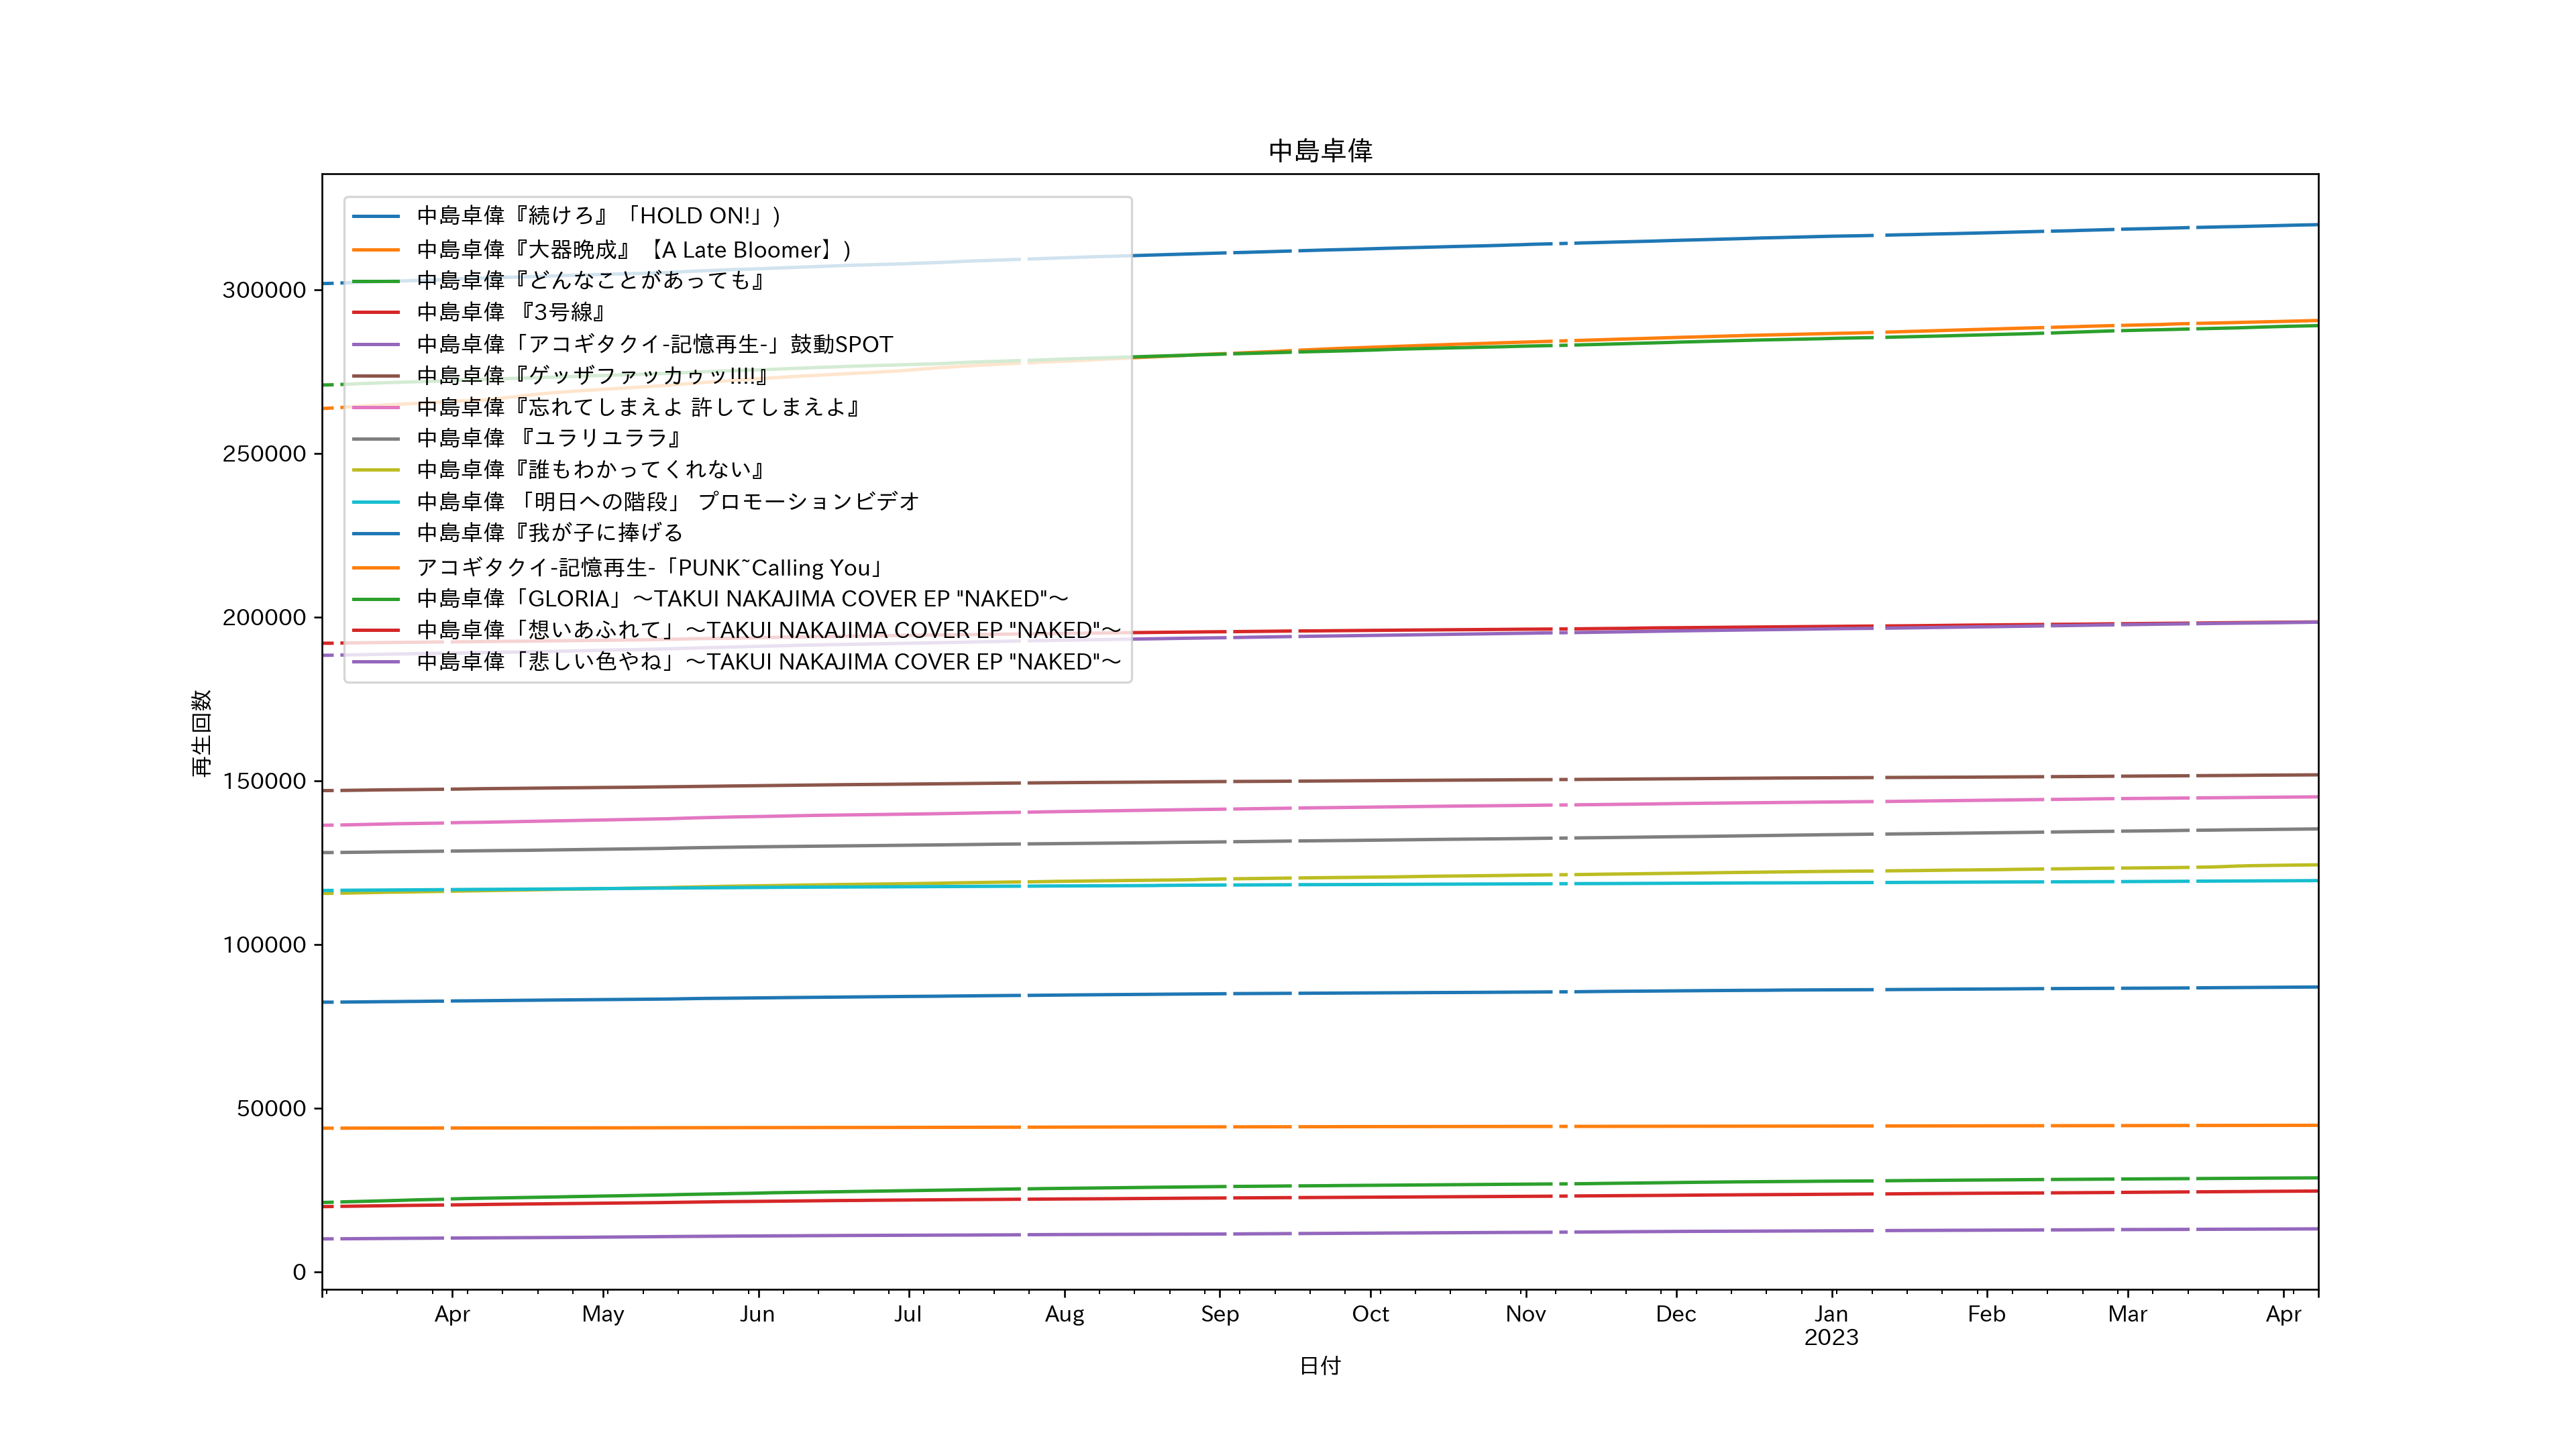 中島卓偉
中島卓偉『続けろ』「HOLD ON!」)
中島卓偉『大器晩成』【A Late Bloomer】)
中島卓偉『どんなことがあっても』
中島卓偉 『3号線』
中島卓偉「アコギタクイ-記憶再生-」鼓動SPOT
中島卓偉『ゲッザファッカゥッ!!!!』
中島卓偉『忘れてしまえよ 許してしまえよ』
中島卓偉 『ユラリユララ』
中島卓偉『誰もわかってくれない』
中島卓偉 「明日への階段」 プロモーションビデオ
中島卓偉『我が子に捧げる
アコギタクイ-記憶再生-「PUNK~Calling You」
中島卓偉「GLORIA」～TAKUI NAKAJIMA COVER EP "NAKED"～
中島卓偉「想いあふれて」～TAKUI NAKAJIMA COVER EP "NAKED"～
中島卓偉「悲しい色やね」～TAKUI NAKAJIMA COVER EP "NAKED"～
再生回数
300000
250000
200000
150000
100000
50000
0
Apr May Jun Jul Aug Sep Oct Nov Dec Jan Feb Mar Apr
2023
日付